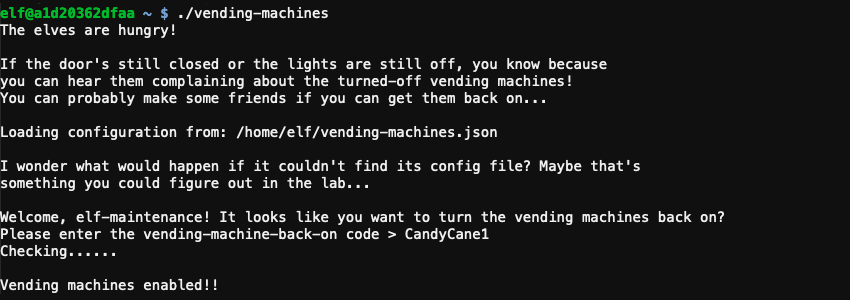 elf@a1d20362dfaa ~ $ ./vending-machines
The elves are hungry!
If the door's still closed or the lights are still off, you know because
you can hear them complaining about the turned-off vending machines!
You can probably make some friends if you can get them back on...
Loading configuration from: /home/elf/vending-machines.json
I wonder what would happen if it couldn't find its config file? Maybe that's
something you could figure out in the lab...
Welcome, elf-maintenance! It looks like you want to turn the vending machines back on?
Please enter the vending-machine-back-on code > CandyCane1
Checking......
Vending machines enabled!!